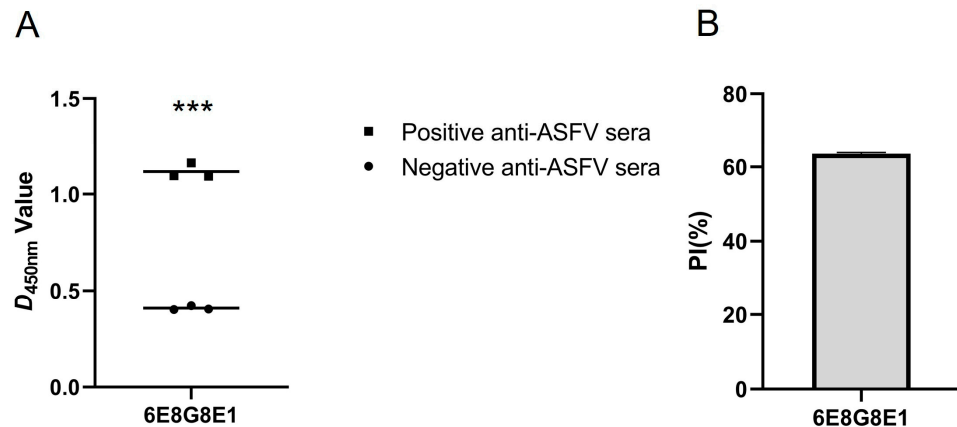 A
B
1.5
1.0
0.5
0.0
D450nm Value
***
6E8G8E1
Positive anti-ASFV sera
Negative anti-ASFV sera
80
60
40
20
0
PI(%)
6E8G8E1